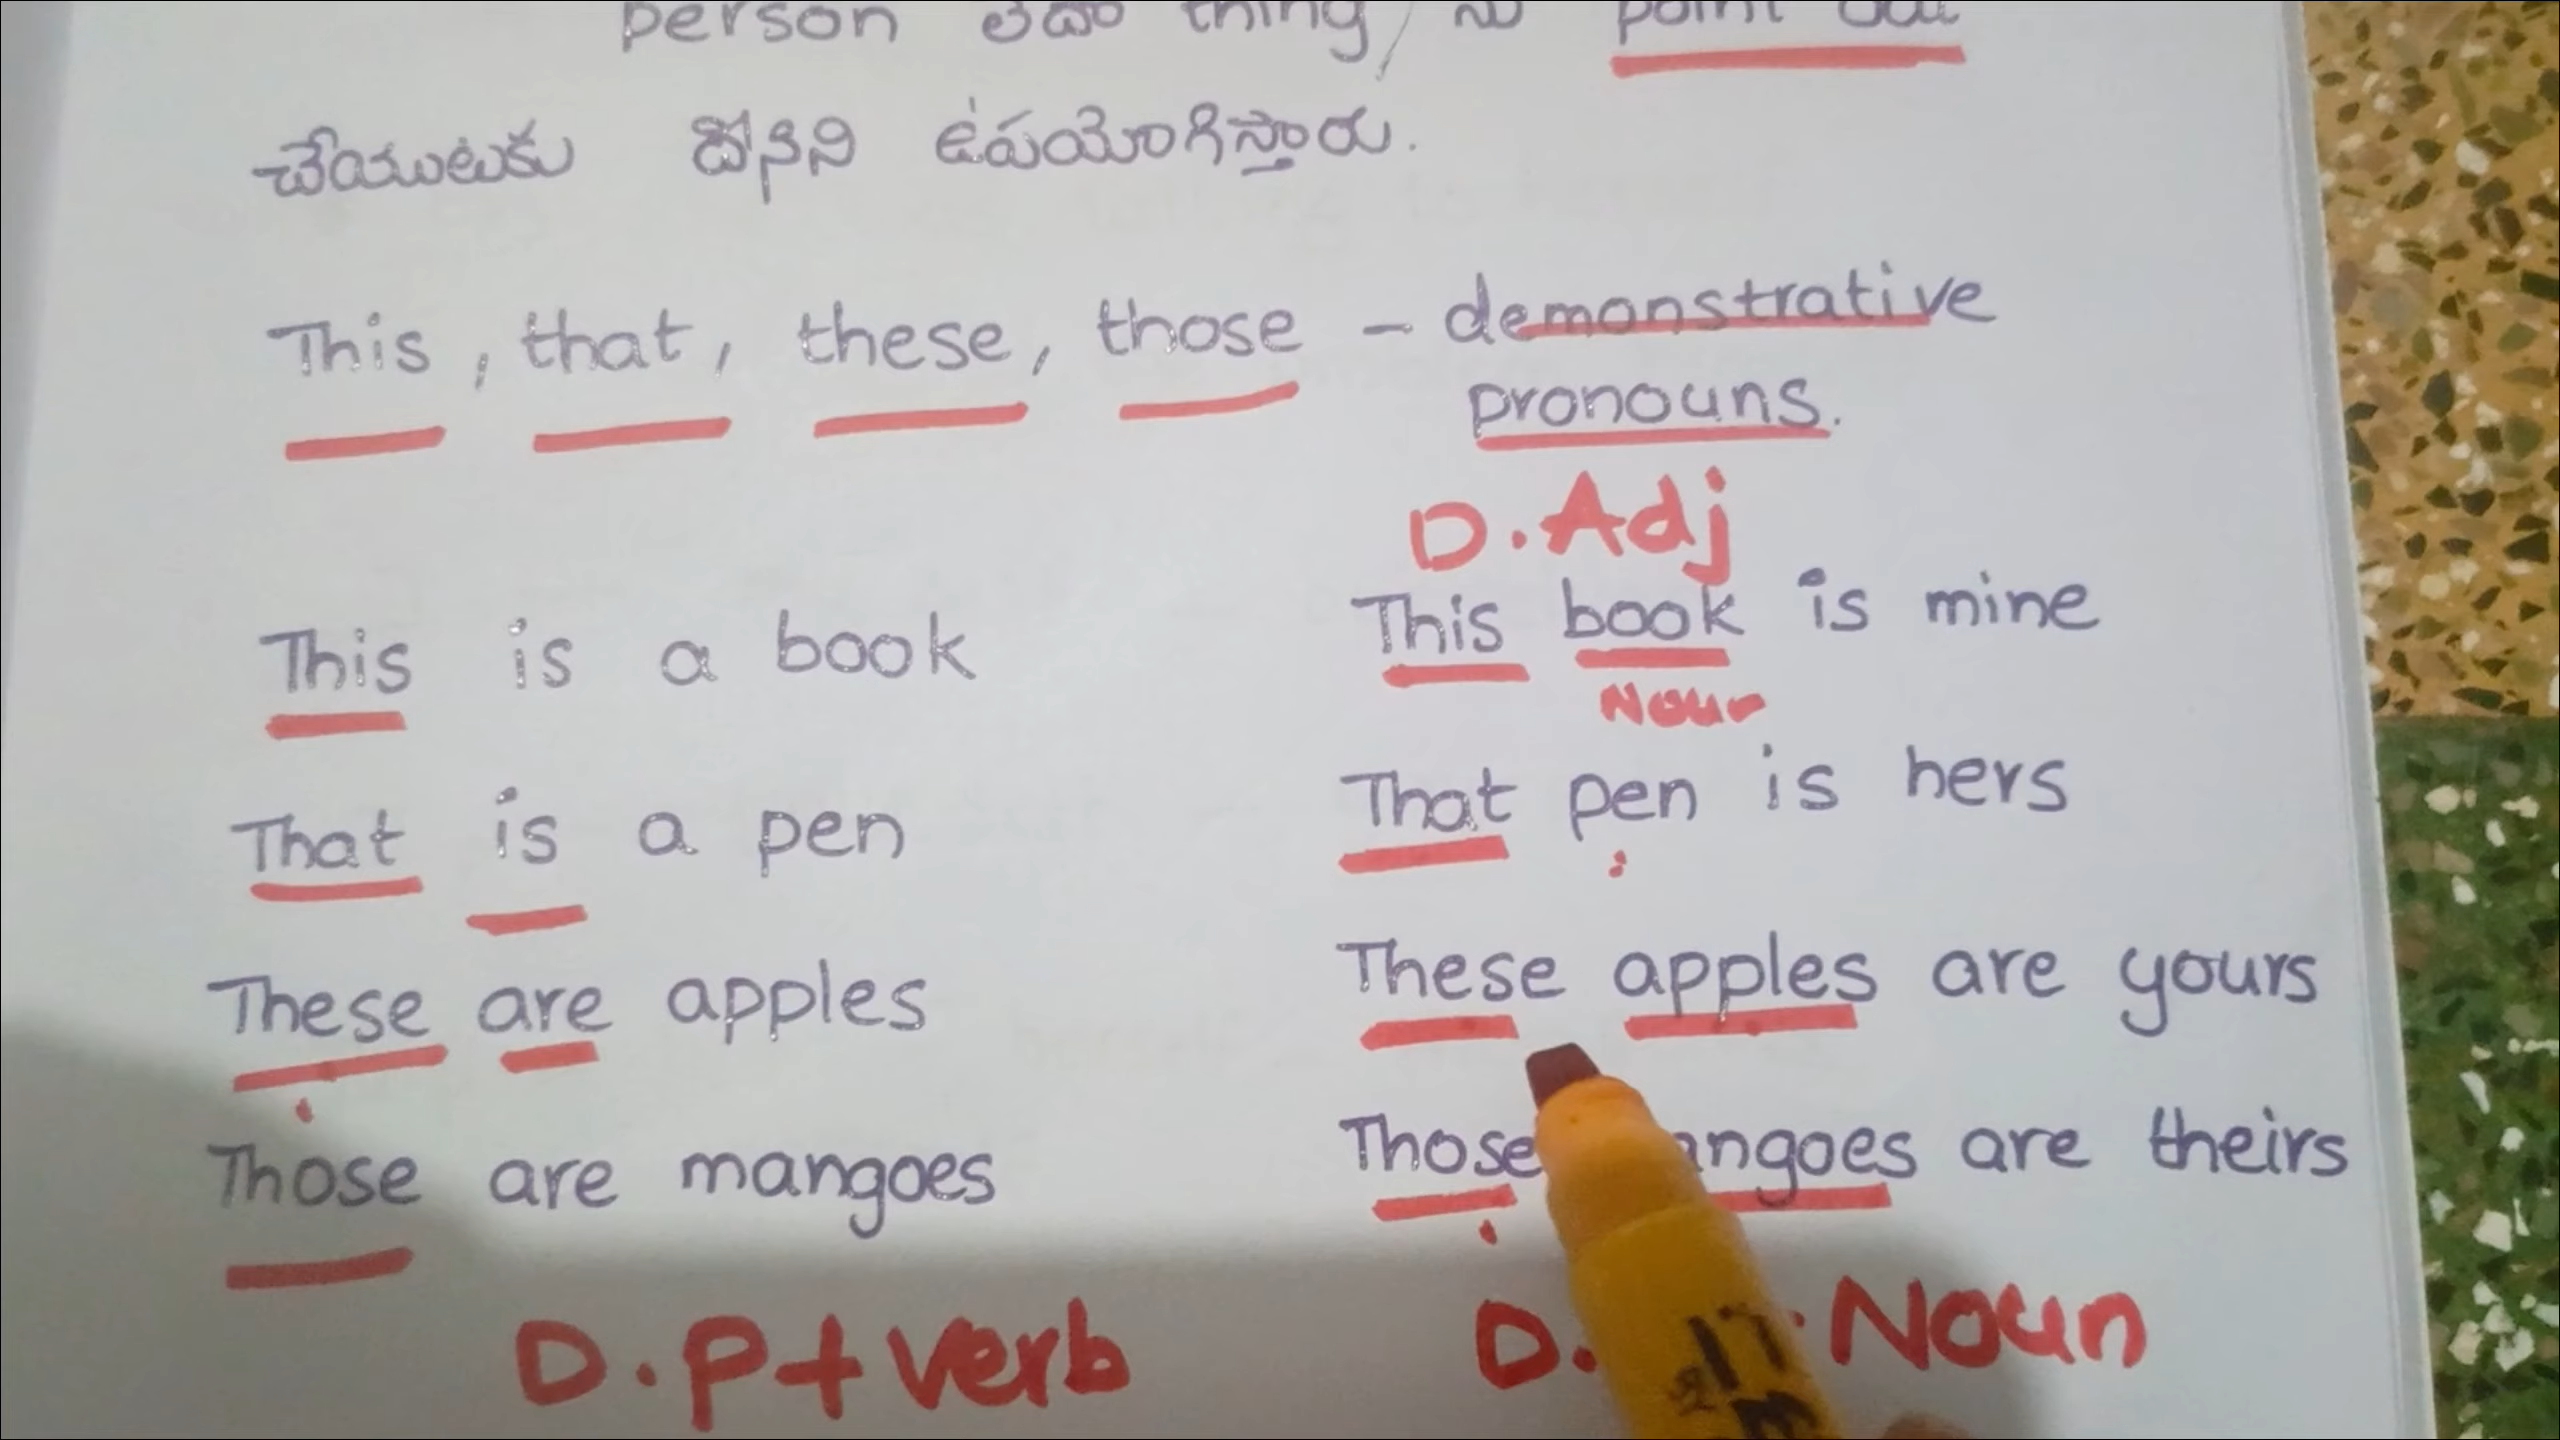 person లేదా thing, ను point out
చేయుటకు దీనిని ఉపయోగిస్తారు.
This, that, these, those - demonstrative
pronouns.
D. Adj
This is a book
This book is mine
Noun
That is a pen
That pen is hers
These are apples
These apples are yours
Those are mangoes
Those are theirs
D.P + verb
D. Noun